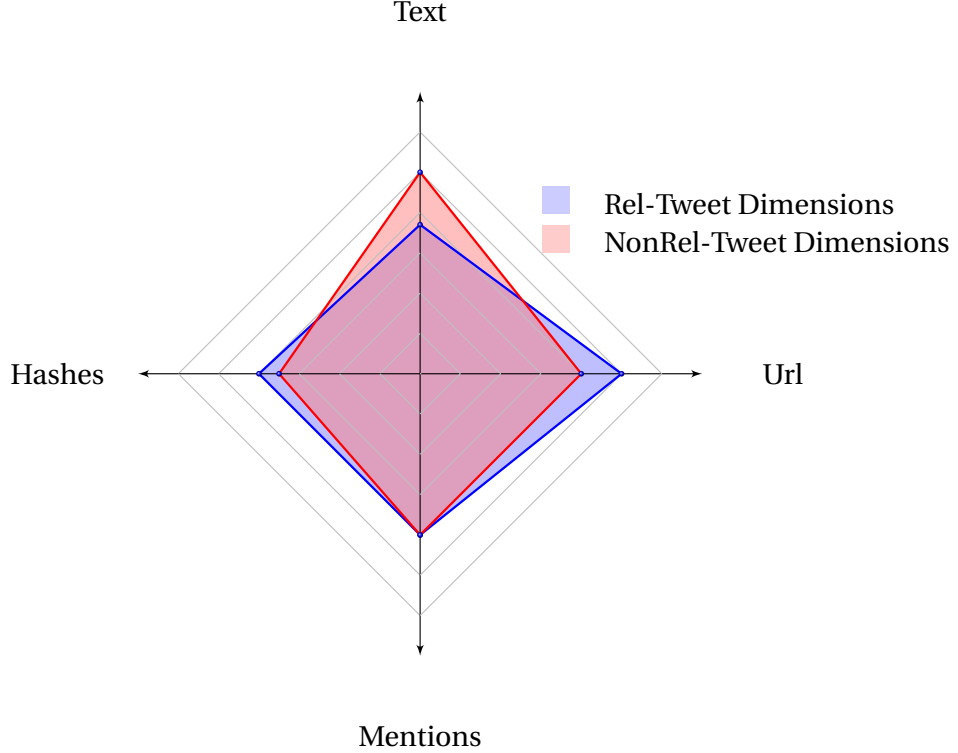 Text
Rel-Tweet Dimensions
NonRel-Tweet Dimensions
Hashes
Url
Mentions